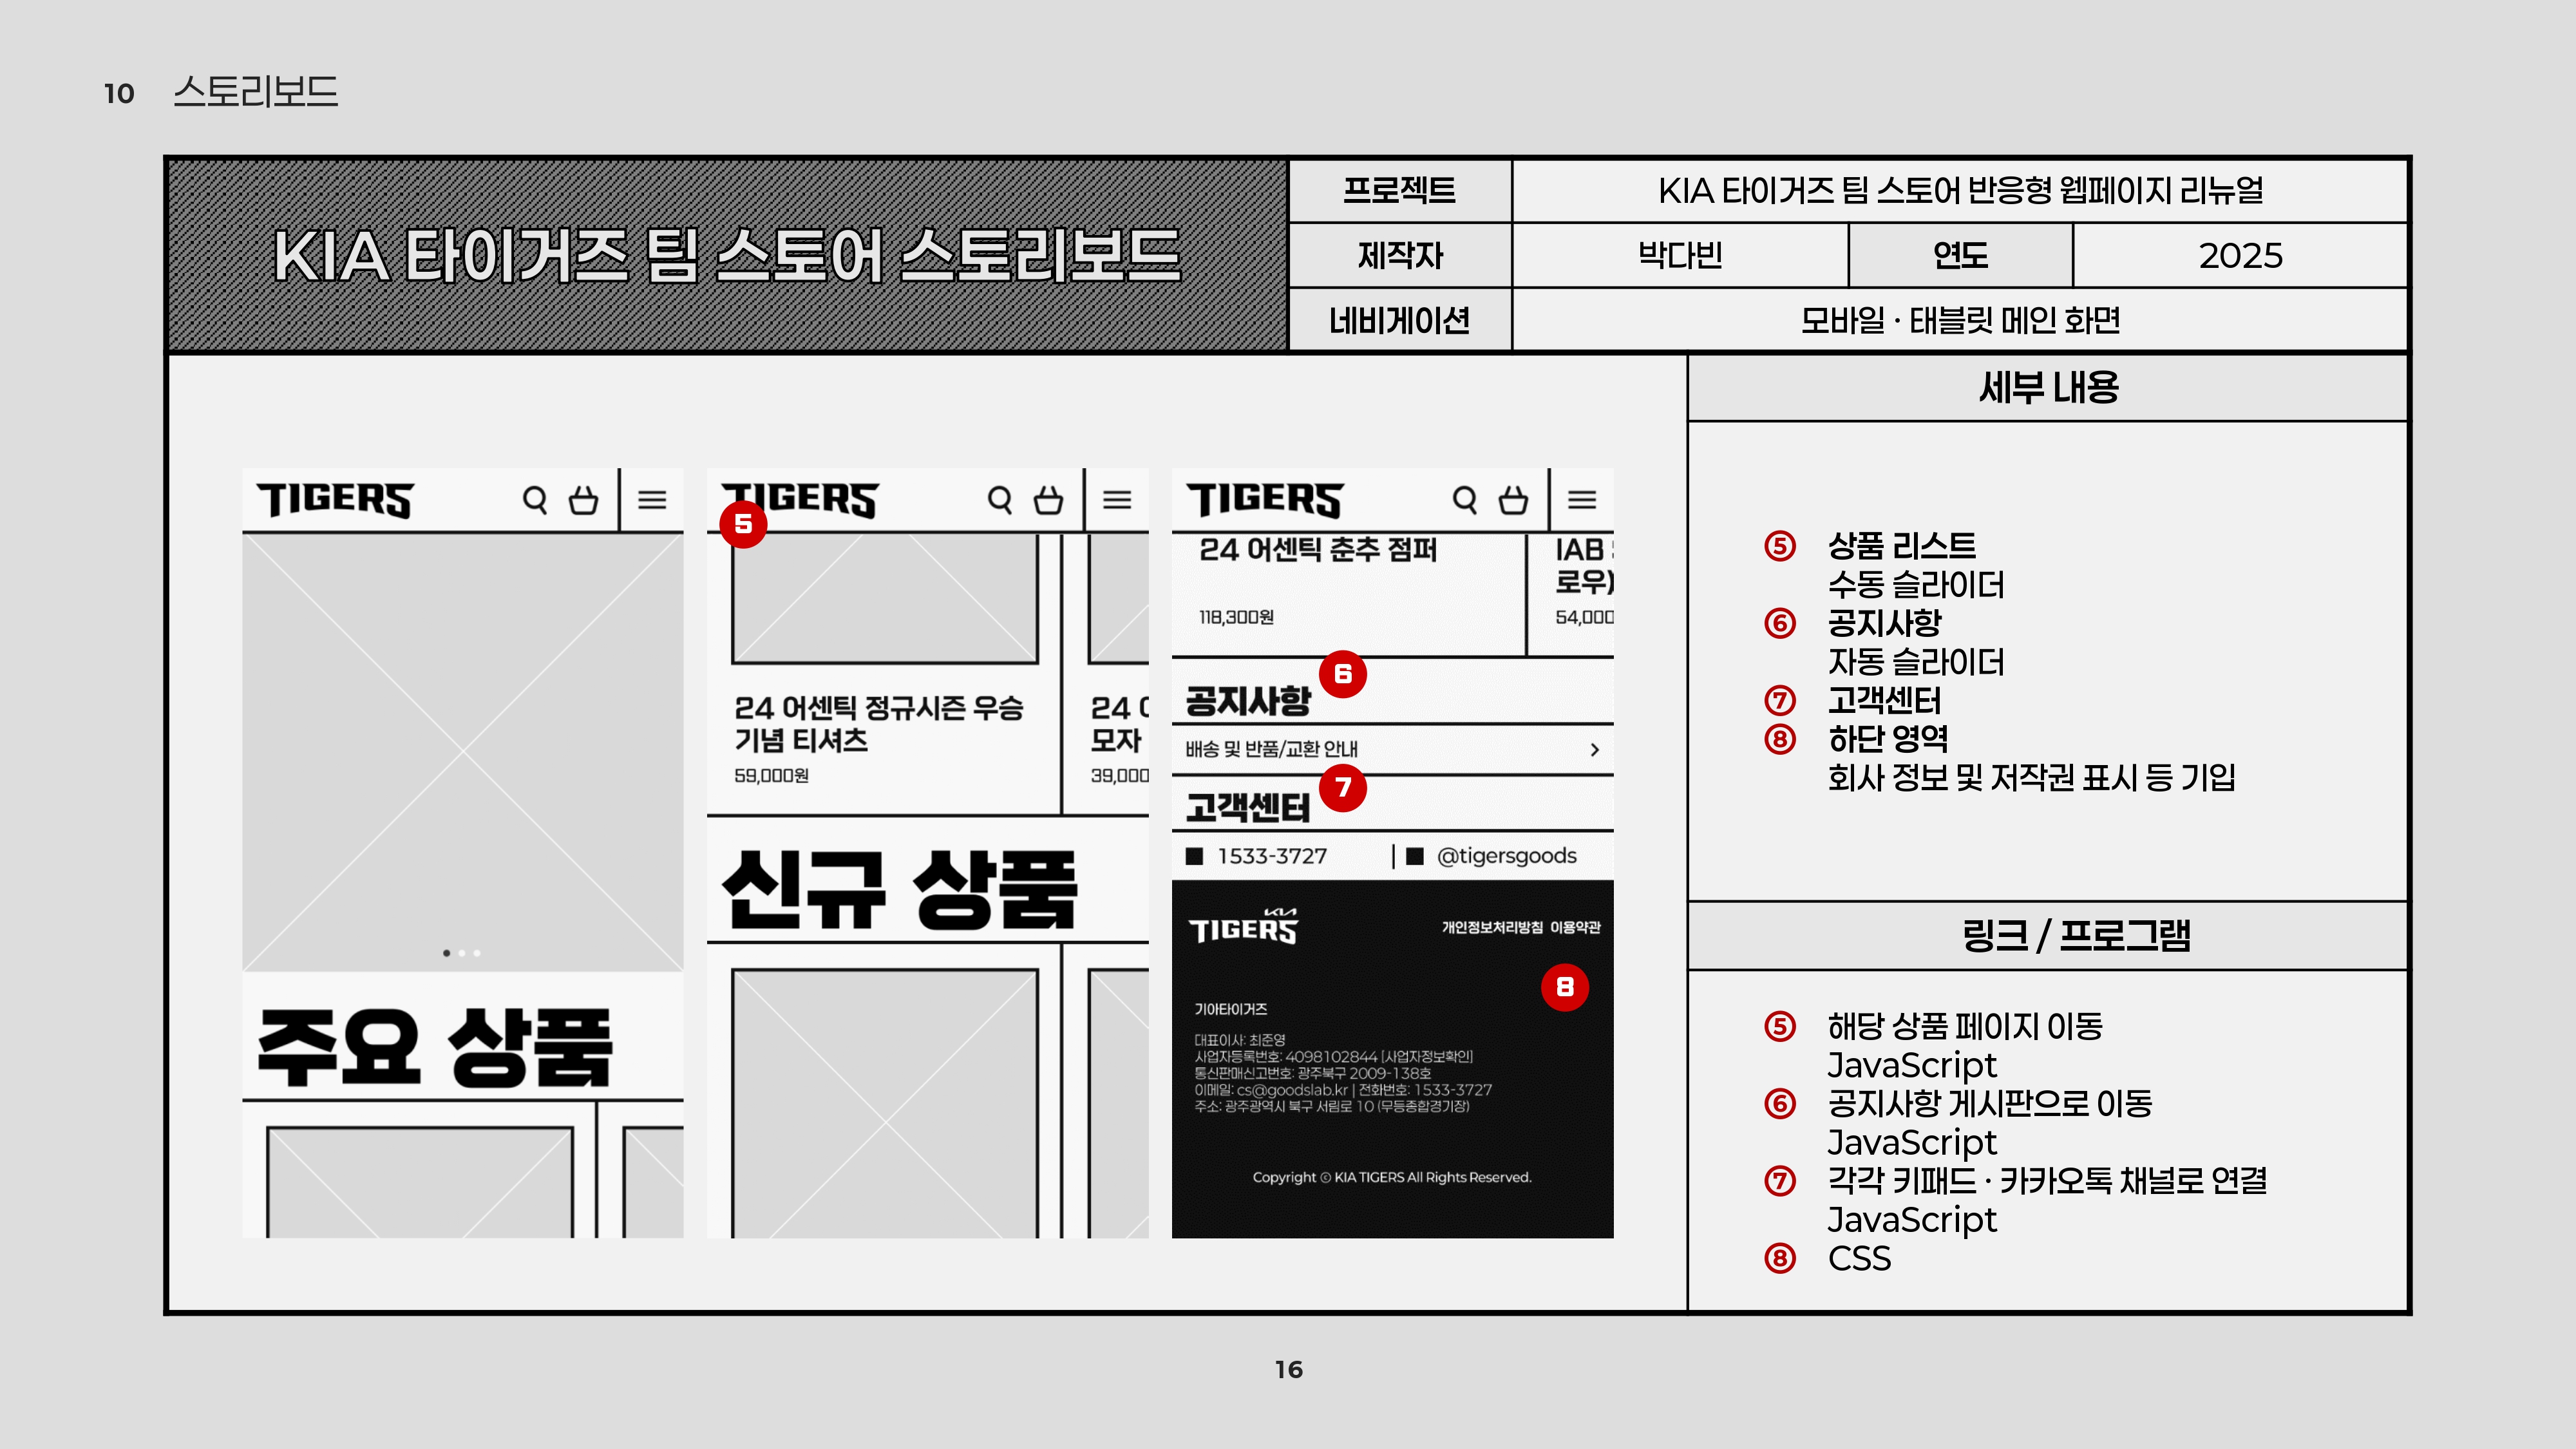 10 스토리보드
KIA 타이거즈 팀 스토어 스토리보드
프로젝트
KIA 타이거즈 팀 스토어 반응형 웹페이지 리뉴얼
제작자
박다빈
연도
2025
네비게이션
모바일 · 태블릿 메인 화면
TIGERS
주요 상품
TIGERS
5
24 어센틱 정규시즌 우승
기념 티셔츠
59,000원
24
모자
39,000
신규 상품
TIGERS
24 어센틱 춘추 점퍼
118,300원
IAB
로우)
54,000
6
공지사항
배송 및 반품/교환 안내
7
고객센터
1533-3727
@tigersgoods
KIA
TIGERS
개인정보처리방침 이용약관
8
기아타이거즈
대표이사: 최준영
사업자등록번호: 4098102844 [사업자정보확인]
통신판매신고번호: 광주북구 2009-138호
이메일: cs@goodslab.kr | 전화번호: 1533-3727
주소: 광주광역시 북구 서림로 10 (무등종합경기장)
Copyright ⓒ KIA TIGERS All Rights Reserved.
세부 내용
⑤ 상품 리스트
수동 슬라이더
⑥ 공지사항
자동 슬라이더
⑦ 고객센터
⑧ 하단 영역
회사 정보 및 저작권 표시 등 기입
링크 / 프로그램
⑤ 해당 상품 페이지 이동
JavaScript
⑥ 공지사항 게시판으로 이동
JavaScript
⑦ 각각 키패드 · 카카오톡 채널로 연결
JavaScript
⑧ CSS
16